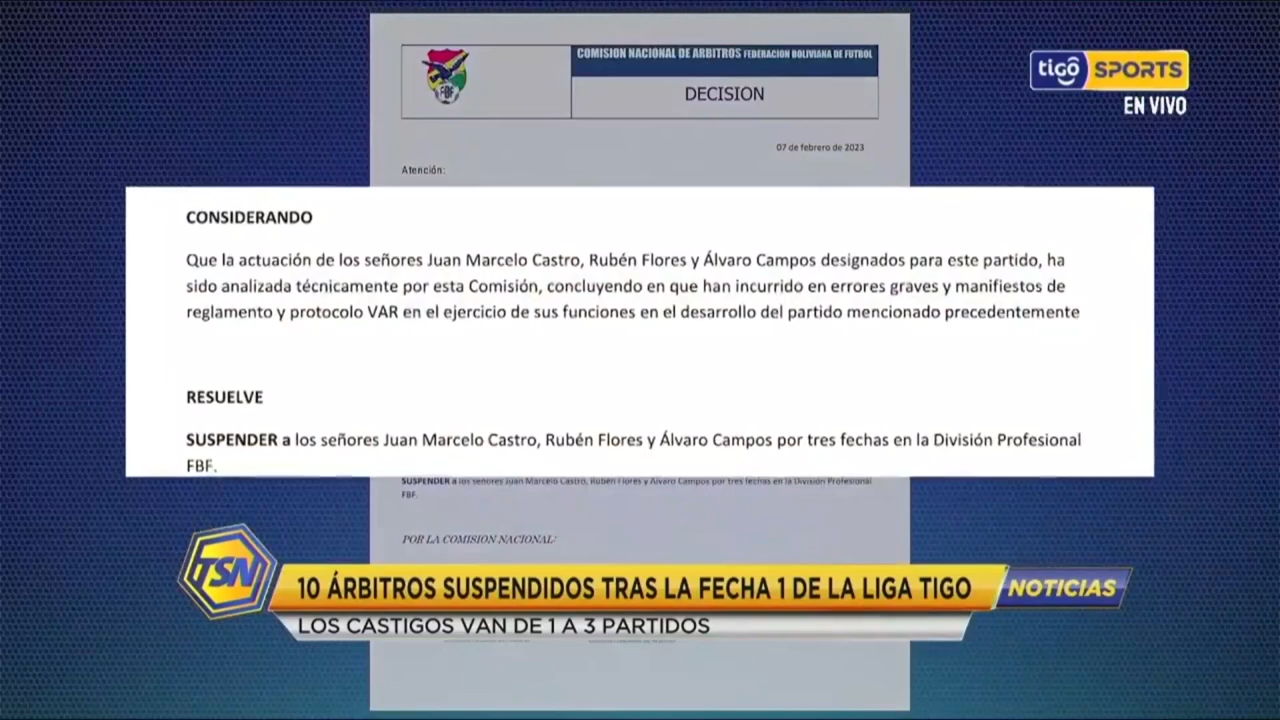 COMISION NACIONAL DE ARBITROS FEDERACION BOLIVIANA DE FUTBOL
FBF
DECISION
tigo SPORTS
EN VIVO
07 de febrero de 2023
Atención:
CONSIDERANDO
Que la actuación de los señores Juan Marcelo Castro, Rubén Flores y Álvaro Campos designados para este partido, ha
sido analizada técnicamente por esta Comisión, concluyendo en que han incurrido en errores graves y manifiestos de
reglamento y protocolo VAR en el ejercicio de sus funciones en el desarrollo del partido mencionado precedentemente
RESUELVE
SUSPENDER a los señores Juan Marcelo Castro, Rubén Flores y Álvaro Campos por tres fechas en la División Profesional
FBF.
SUSPENDER a los señores Juan Marcelo Castro, Rubén Flores y Álvaro Campos por tres fechas en la División Profesional
FBF.
POR LA COMISION NACIONAL:
TSN
10 ÁRBITROS SUSPENDIDOS TRAS LA FECHA 1 DE LA LIGA TIGO
NOTICIAS
LOS CASTIGOS VAN DE 1 A 3 PARTIDOS